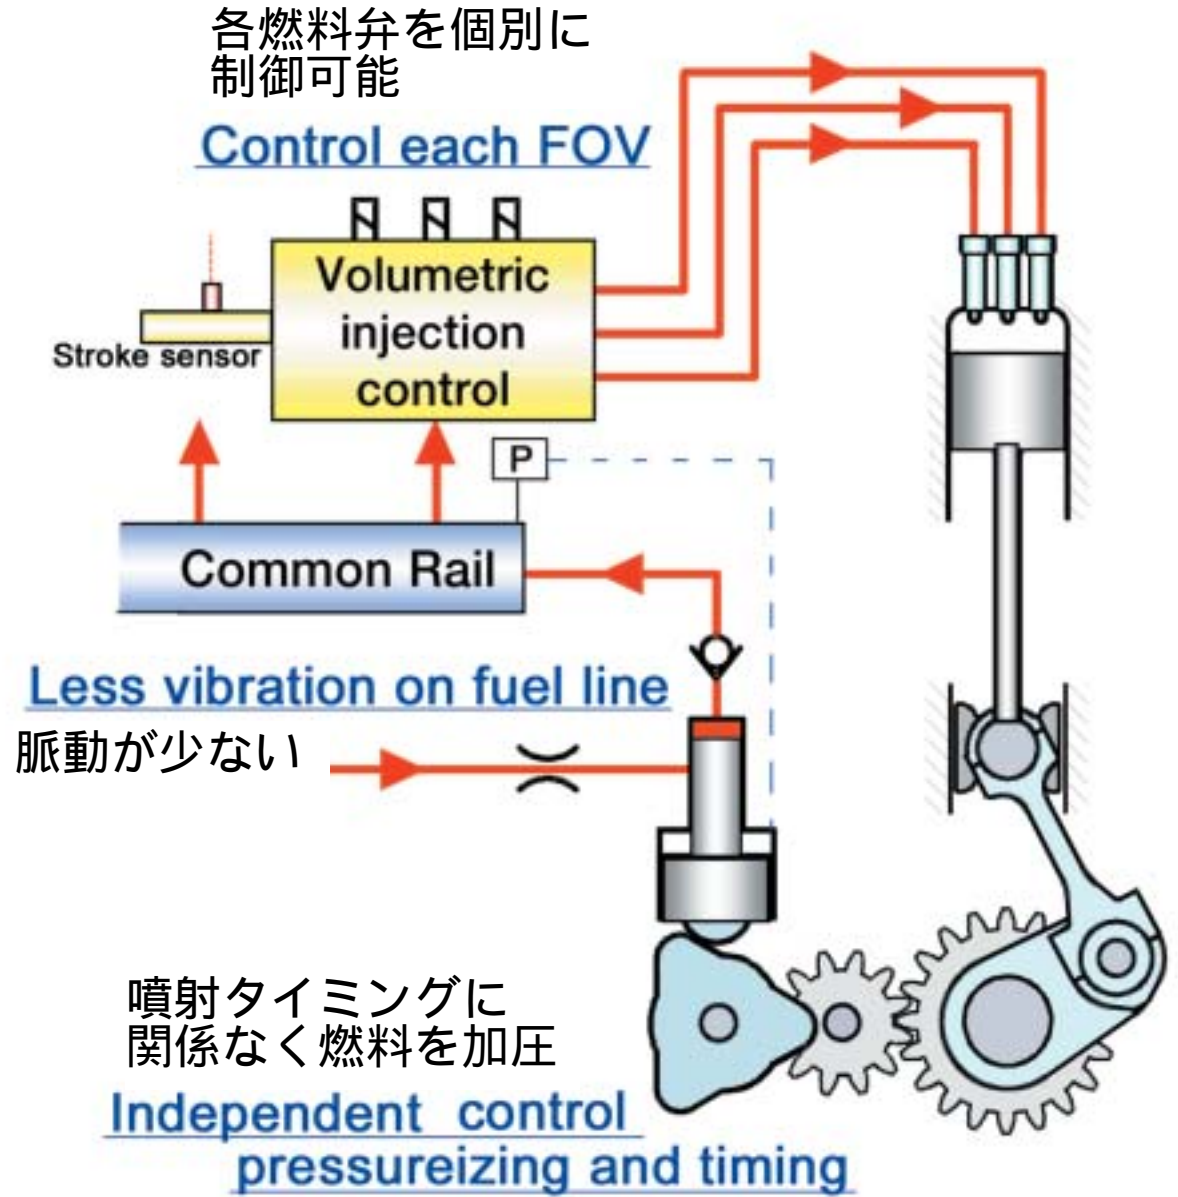 各燃料弁を個別に
制御可能
Control each FOV
Volumetric
injection
control
Stroke sensor
P
Common Rail
Less vibration on fuel line
脈動が少ない
噴射タイミングに
関係なく燃料を加圧
Independent control
pressureizing and timing